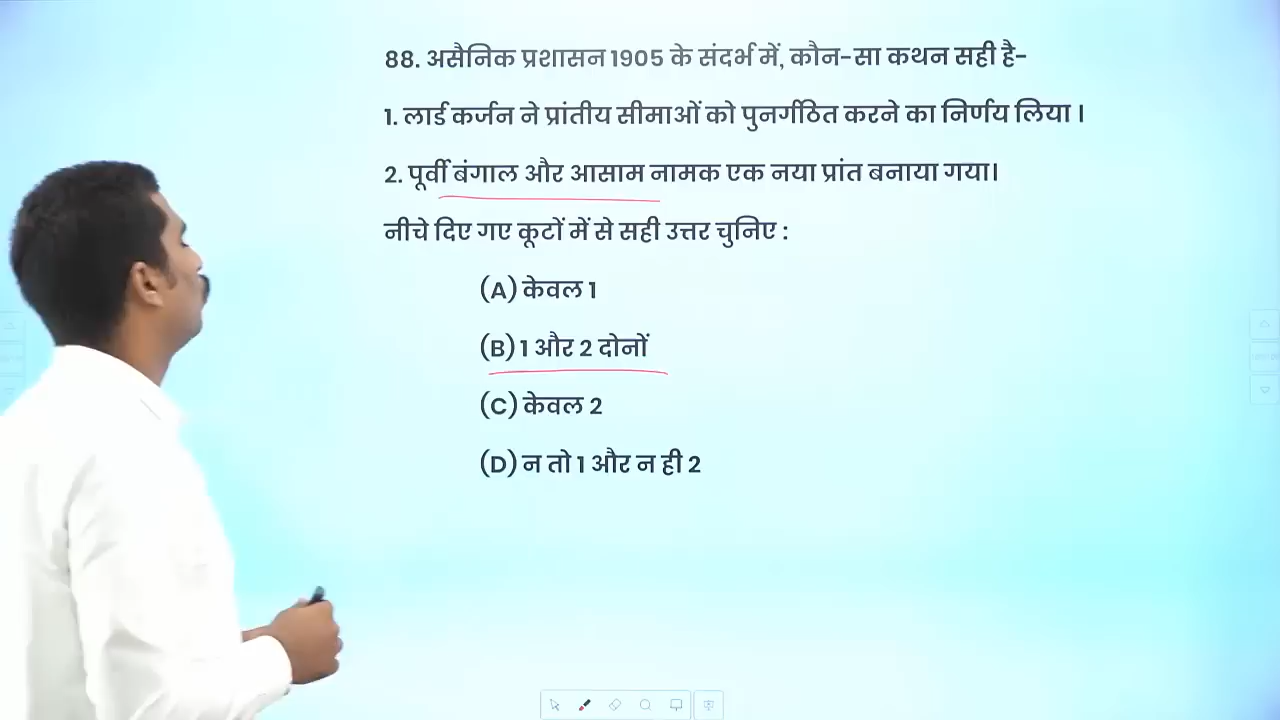 88. असैनिक प्रशासन 1905 के संदर्भ में, कौन-सा कथन सही है-
1. लार्ड कर्जन ने प्रांतीय सीमाओं को पुनर्गठित करने का निर्णय लिया ।
2. पूर्वी बंगाल और आसाम नामक एक नया प्रांत बनाया गया।
नीचे दिए गए कूटों में से सही उत्तर चुनिए :
(A) केवल 1
(B) 1 और 2 दोनों
(C) केवल 2
(D) न तो 1 और न ही 2